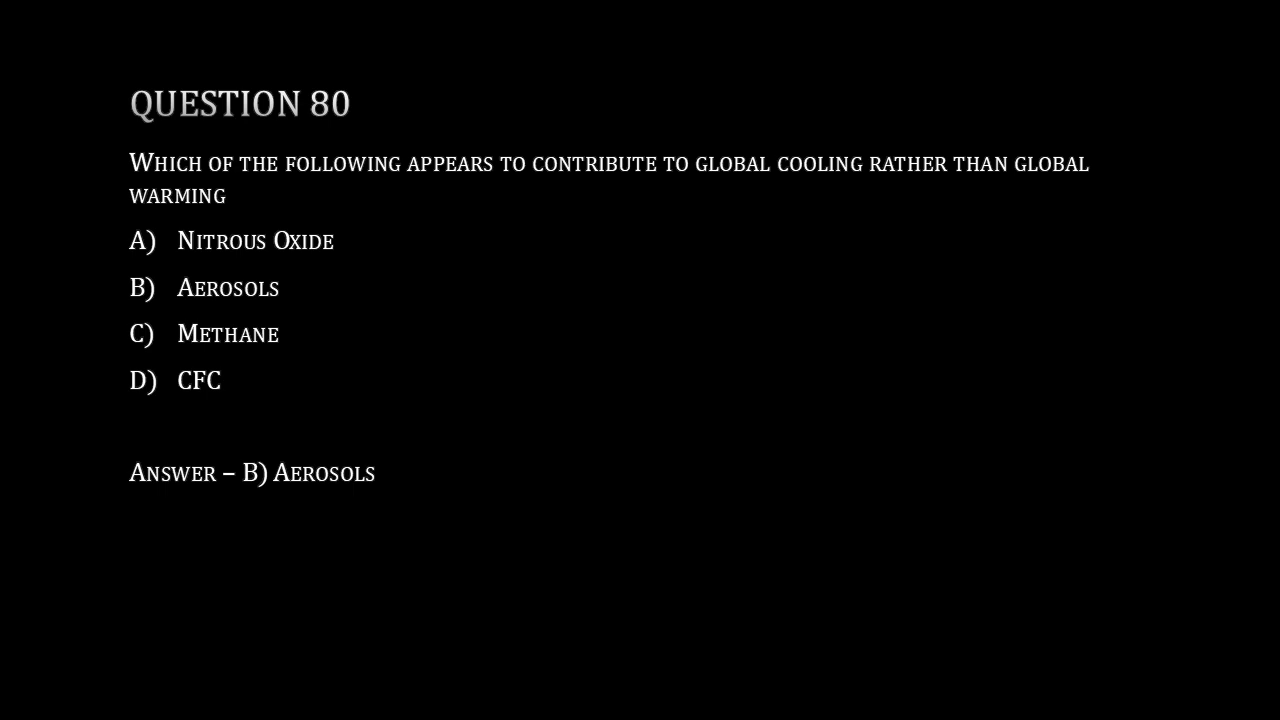 QUESTION 80
WHICH OF THE FOLLOWING APPEARS TO CONTRIBUTE TO GLOBAL COOLING RATHER THAN GLOBAL
WARMING
A) NITROUS OXIDE
B) AEROSOLS
C) METHANE
D) CFC
ANSWER – B) AEROSOLS